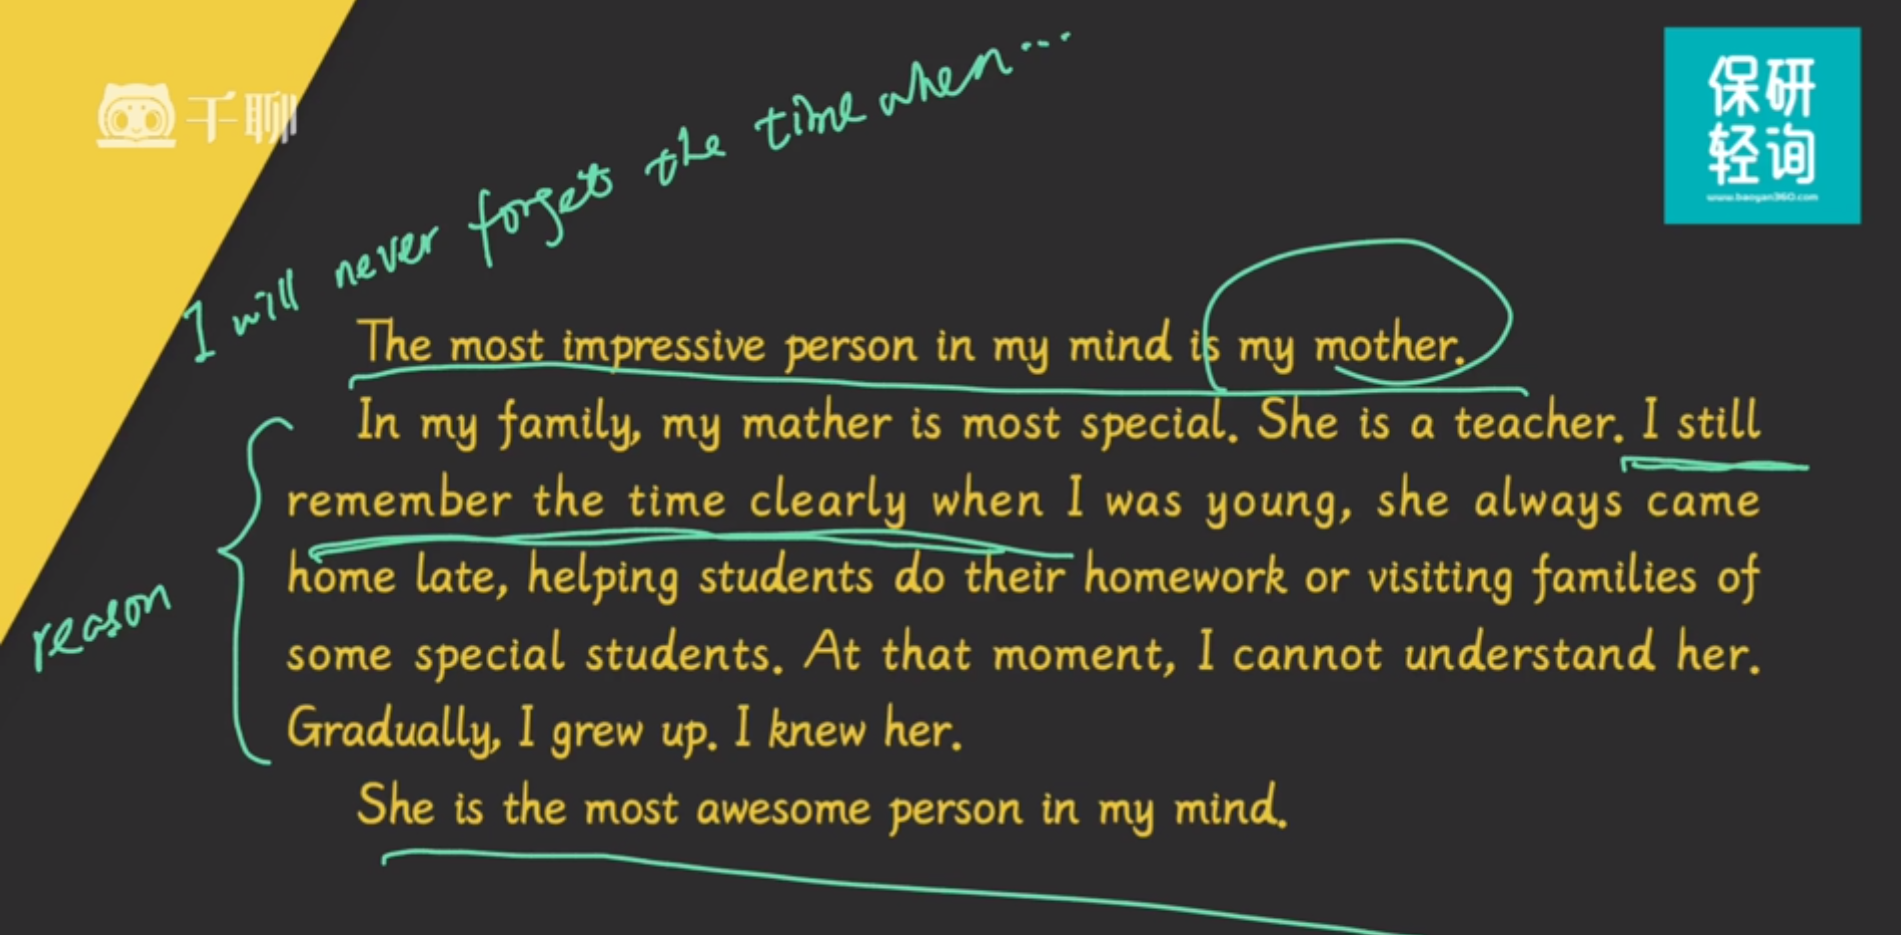 千聊
保研
轻询
www.baoyan360.com
I will never forgets the time when...
The most impressive person in my mind is my mother.
In my family, my mather is most special. She is a teacher. I still
remember the time clearly when I was young, she always came
home late, helping students do their homework or visiting families of
reason
some special students. At that moment, I cannot understand her.
Gradually, I grew up. I knew her.
She is the most awesome person in my mind.